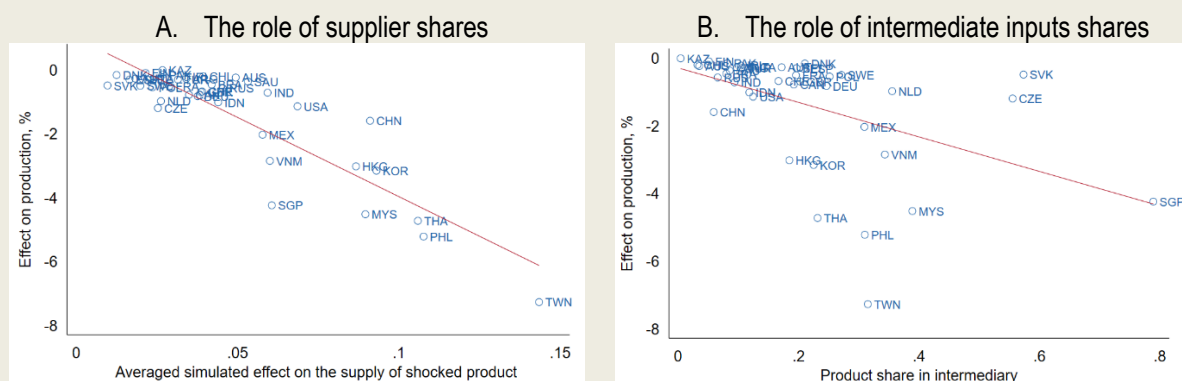 A. The role of supplier shares
Effect on production, %
0
-2
-4
-6
-8
KAZ
DNK
SVK
NLD
CZE
AUS
SAU
IND
IDN
USA
CHN
MEX
VNM
HKG
KOR
SGP
MYS
THA
PHL
TWN
0 .05 .1 .15
Averaged simulated effect on the supply of shocked product
B. The role of intermediate inputs shares
Effect on production, %
0
-2
-4
-6
-8
KAZ
FIN
DNK
SWE
SVK
IND
DEU
NLD
IDN
USA
CZE
CHN
MEX
VNM
HKG
KOR
SGP
MYS
THA
PHL
TWN
0 .2 .4 .6 .8
Product share in intermediary